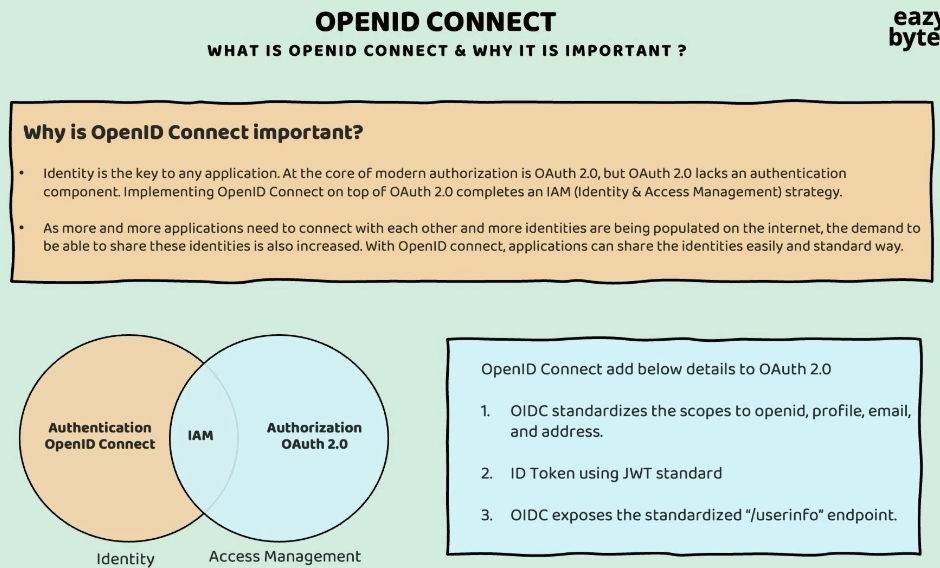 OPENID CONNECT
WHAT IS OPENID CONNECT & WHY IT IS IMPORTANT ?
eazy
byte
Why is OpenID Connect important?
• Identity is the key to any application. At the core of modern authorization is OAuth 2.0, but OAuth 2.0 lacks an authentication
component. Implementing OpenID Connect on top of OAuth 2.0 completes an IAM (Identity & Access Management) strategy.
• As more and more applications need to connect with each other and more identities are being populated on the internet, the demand to
be able to share these identities is also increased. With OpenID connect, applications can share the identities easily and standard way.
Authentication
OpenID Connect
IAM
Authorization
OAuth 2.0
Identity
Access Management
OpenID Connect add below details to OAuth 2.0
1. OIDC standardizes the scopes to openid, profile, email,
and address.
2. ID Token using JWT standard
3. OIDC exposes the standardized “/userinfo” endpoint.